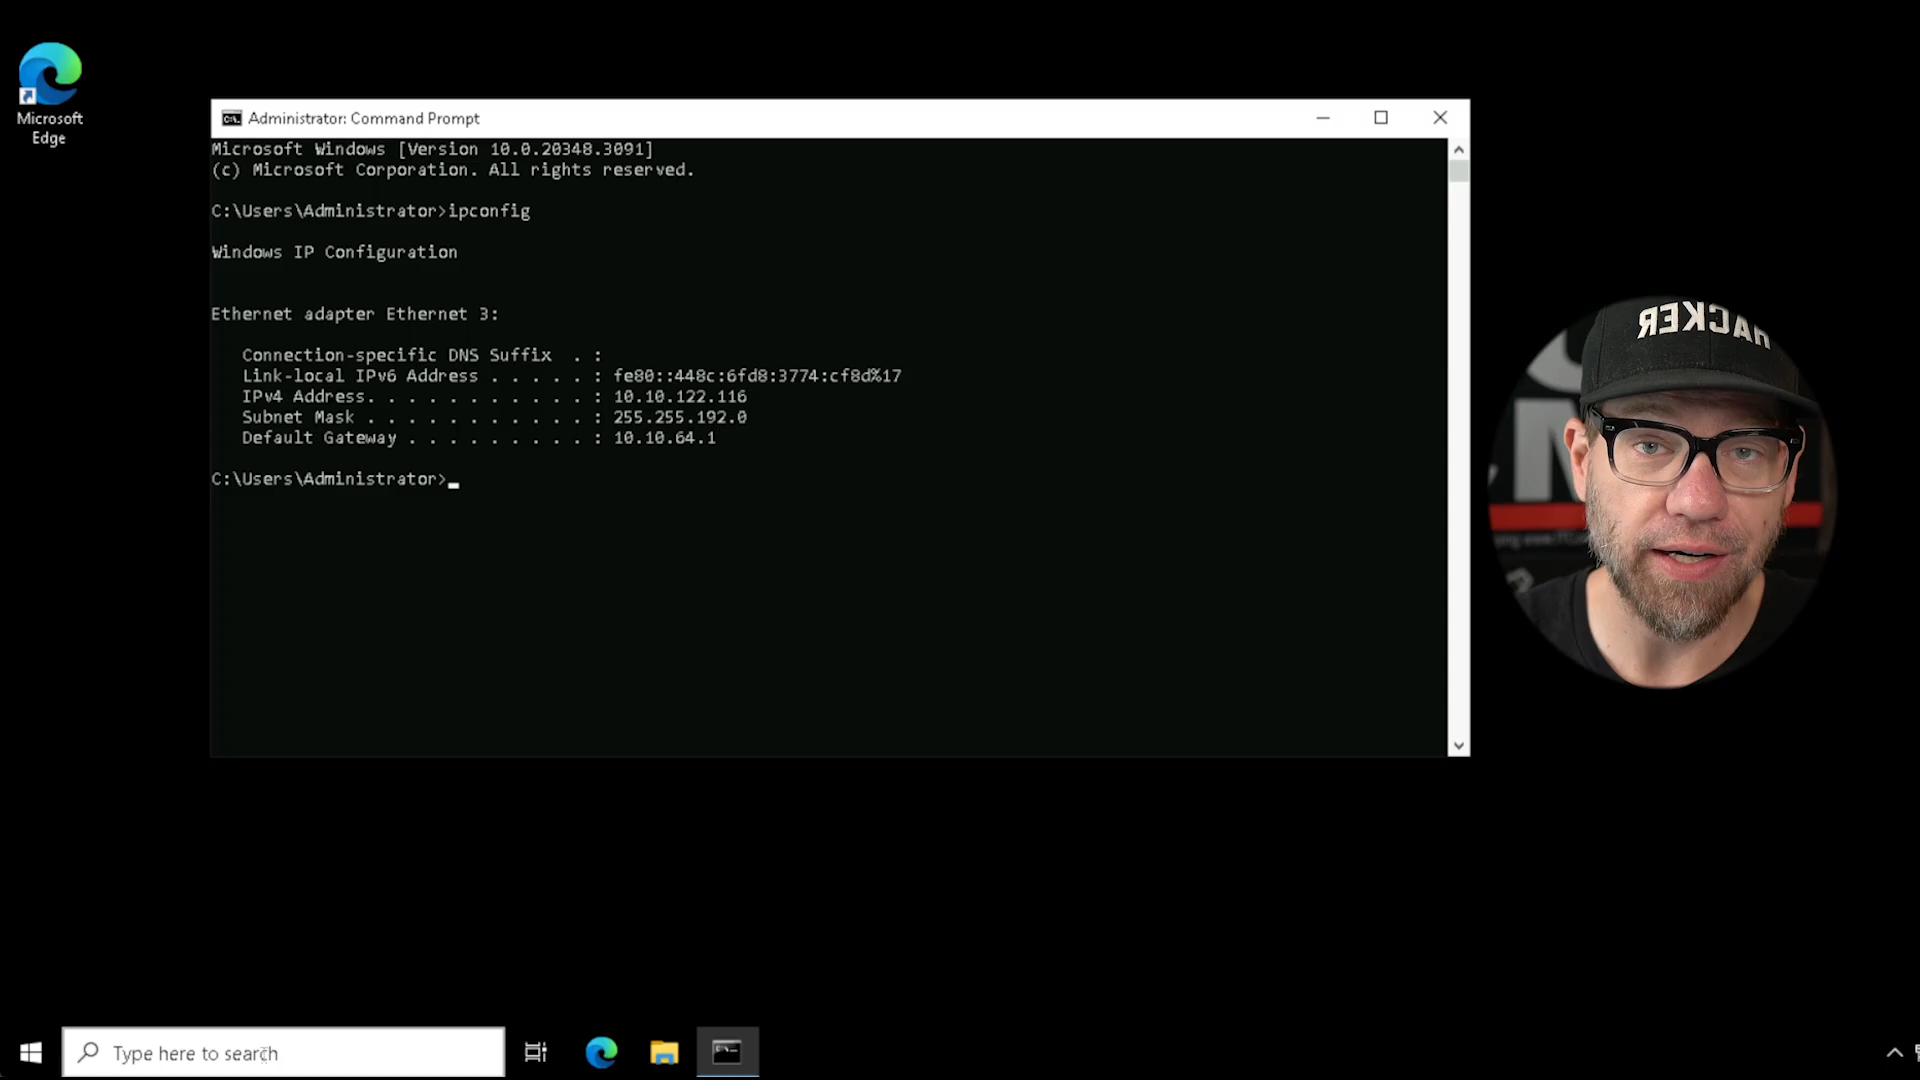 Microsoft
Edge
Administrator: Command Prompt
Microsoft Windows [Version 10.0.20348.3091]
(c) Microsoft Corporation. All rights reserved.
C:\Users\Administrator>ipconfig
Windows IP Configuration
Ethernet adapter Ethernet 3:
Connection-specific DNS Suffix  . :
Link-local IPv6 Address . . . . . : fe80::448c:6fd8:3774:cf8d%17
IPv4 Address. . . . . . . . . . . : 10.10.122.116
Subnet Mask . . . . . . . . . . . : 255.255.192.0
Default Gateway . . . . . . . . . : 10.10.64.1
C:\Users\Administrator>
HACKER
Type here to search